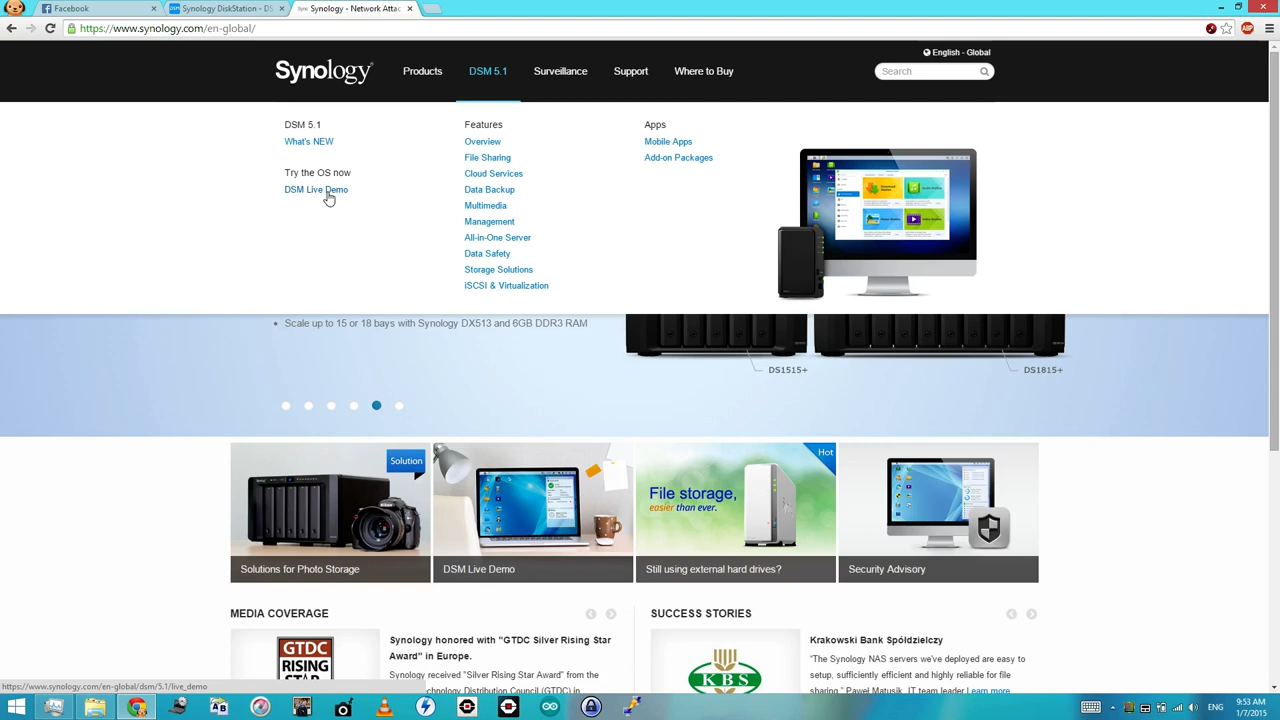 Facebook
Synology DiskStation - DS
Synology - Network Attac
https://www.synology.com/en-global/
English - Global
Synology
Products
DSM 5.1
Surveillance
Support
Where to Buy
Search
DSM 5.1
What's NEW
Try the OS now
DSM Live Demo
Features
Overview
File Sharing
Cloud Services
Data Backup
Multimedia
Management
All-in-One Server
Data Safety
Storage Solutions
iSCSI & Virtualization
Apps
Mobile Apps
Add-on Packages
Scale up to 15 or 18 bays with Synology DX513 and 6GB DDR3 RAM
DS1515+
DS1815+
Solution
Solutions for Photo Storage
DSM Live Demo
Hot
File storage,
easier than ever.
Still using external hard drives?
Security Advisory
MEDIA COVERAGE
GTDC
RISING
Synology honored with "GTDC Silver Rising Star
Award" in Europe.
Synology received "Silver Rising Star" from the
chnology Distribution Council (GTDC) in
SUCCESS STORIES
KBS
Krakowski Bank Spółdzielczy
"The Synology NAS servers we've deployed are easy to
setup, sufficiently efficient and highly reliable for file
sharing." Paweł Matusik, IT team leader Learn more
https://www.synology.com/en-global/dsm/5.1/live_demo
ENG
9:53 AM
1/7/2015